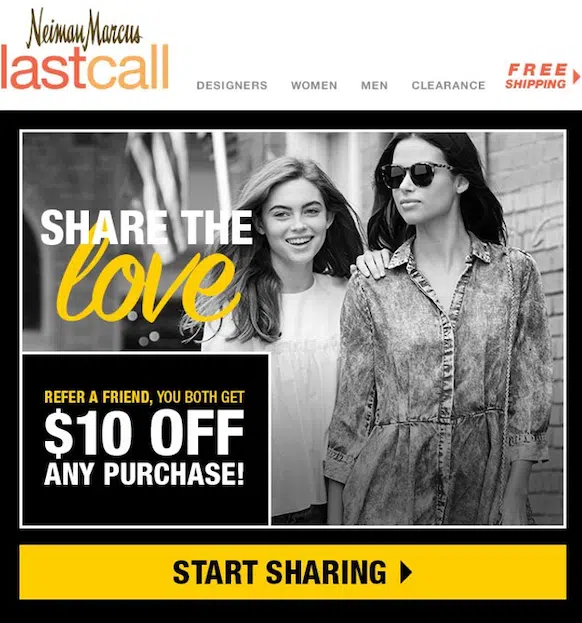 Neiman Marcus
lastcall
DESIGNERS WOMEN MEN CLEARANCE
FREE
SHIPPING
SHARE THE
love
REFER A FRIEND, YOU BOTH GET
$10 OFF
ANY PURCHASE!
START SHARING